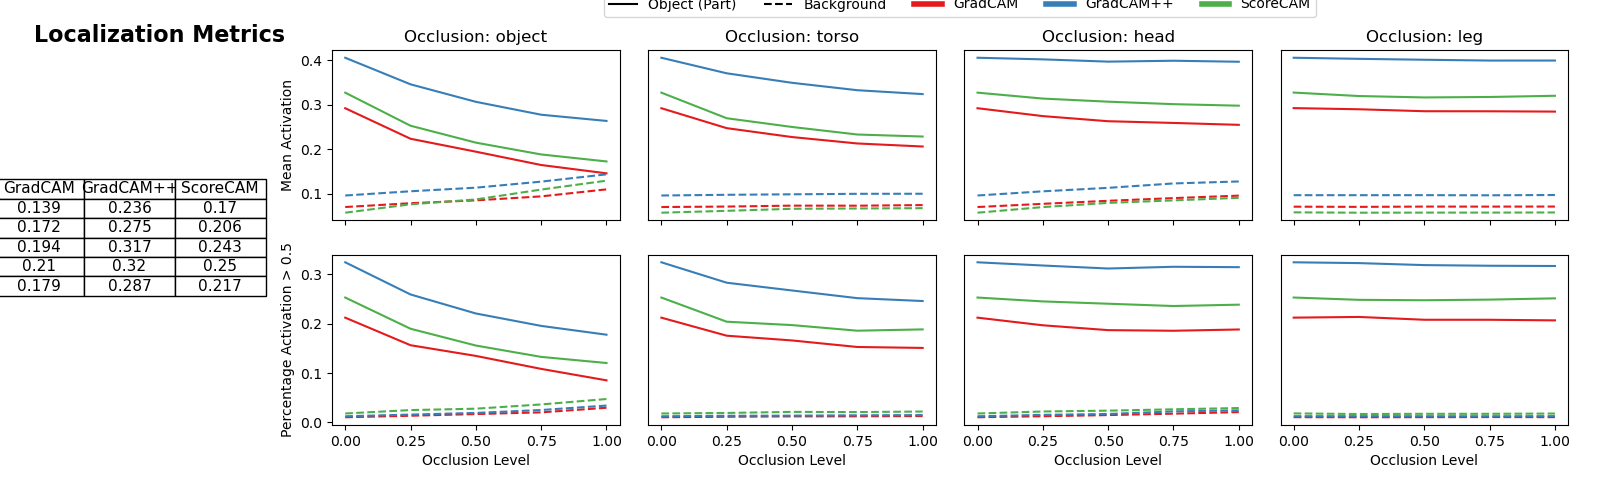 Object (Part) Background GradCAM GradCAM++ ScoreCAM
Localization Metrics
GradCAM GradCAM++ ScoreCAM
0.139 0.236 0.17
0.172 0.275 0.206
0.194 0.317 0.243
0.21 0.32 0.25
0.179 0.287 0.217
Occlusion: object
Occlusion: torso
Occlusion: head
Occlusion: leg
Mean Activation
0.4
0.3
0.2
0.1
Percentage Activation > 0.5
0.3
0.2
0.1
0.0
0.00 0.25 0.50 0.75 1.00
Occlusion Level
0.00 0.25 0.50 0.75 1.00
Occlusion Level
0.00 0.25 0.50 0.75 1.00
Occlusion Level
0.00 0.25 0.50 0.75 1.00
Occlusion Level